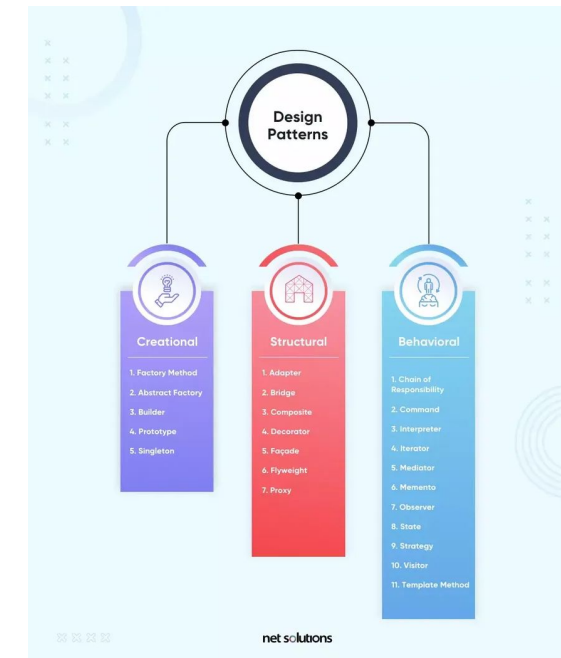 Design
Patterns
Creational
1. Factory Method
2. Abstract Factory
3. Builder
4. Prototype
5. Singleton
Structural
1. Adapter
2. Bridge
3. Composite
4. Decorator
5. Façade
6. Flyweight
7. Proxy
Behavioral
1. Chain of
Responsibility
2. Command
3. Interpreter
4. Iterator
5. Mediator
6. Memento
7. Observer
8. State
9. Strategy
10. Visitor
11. Template Method
net solutions